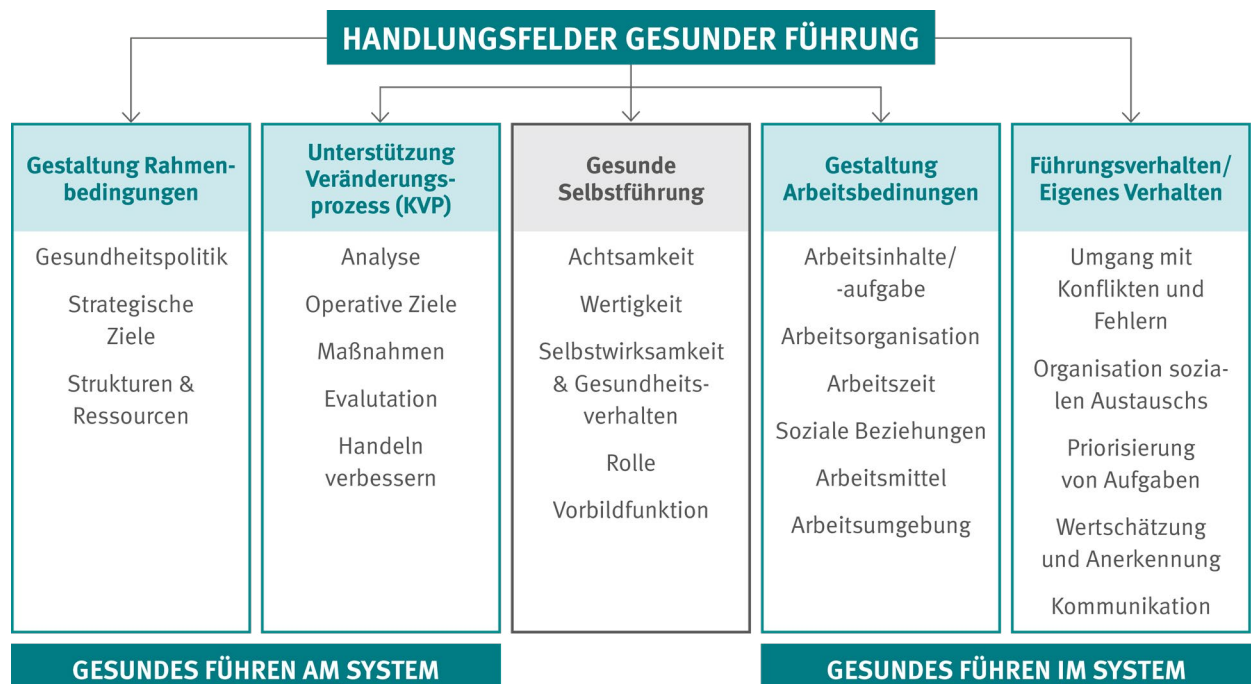 HANDLUNGSFELDER GESUNDER FÜHRUNG
Gestaltung Rahmen-
bedingungen
Gesundheitspolitik
Strategische
Ziele
Strukturen &
Ressourcen
Unterstützung
Veränderungs-
prozess (KVP)
Analyse
Operative Ziele
Maßnahmen
Evalutation
Handeln
verbessern
Gesunde
Selbstführung
Achtsamkeit
Wertigkeit
Selbstwirksamkeit
& Gesundheits-
verhalten
Rolle
Vorbildfunktion
Gestaltung
Arbeitsbedinungen
Arbeitsinhalte/
-aufgabe
Arbeitsorganisation
Arbeitszeit
Soziale Beziehungen
Arbeitsmittel
Arbeitsumgebung
Führungsverhalten/
Eigenes Verhalten
Umgang mit
Konflikten und
Fehlern
Organisation sozia-
len Austauschs
Priorisierung
von Aufgaben
Wertschätzung
und Anerkennung
Kommunikation
GESUNDES FÜHREN AM SYSTEM
GESUNDES FÜHREN IM SYSTEM